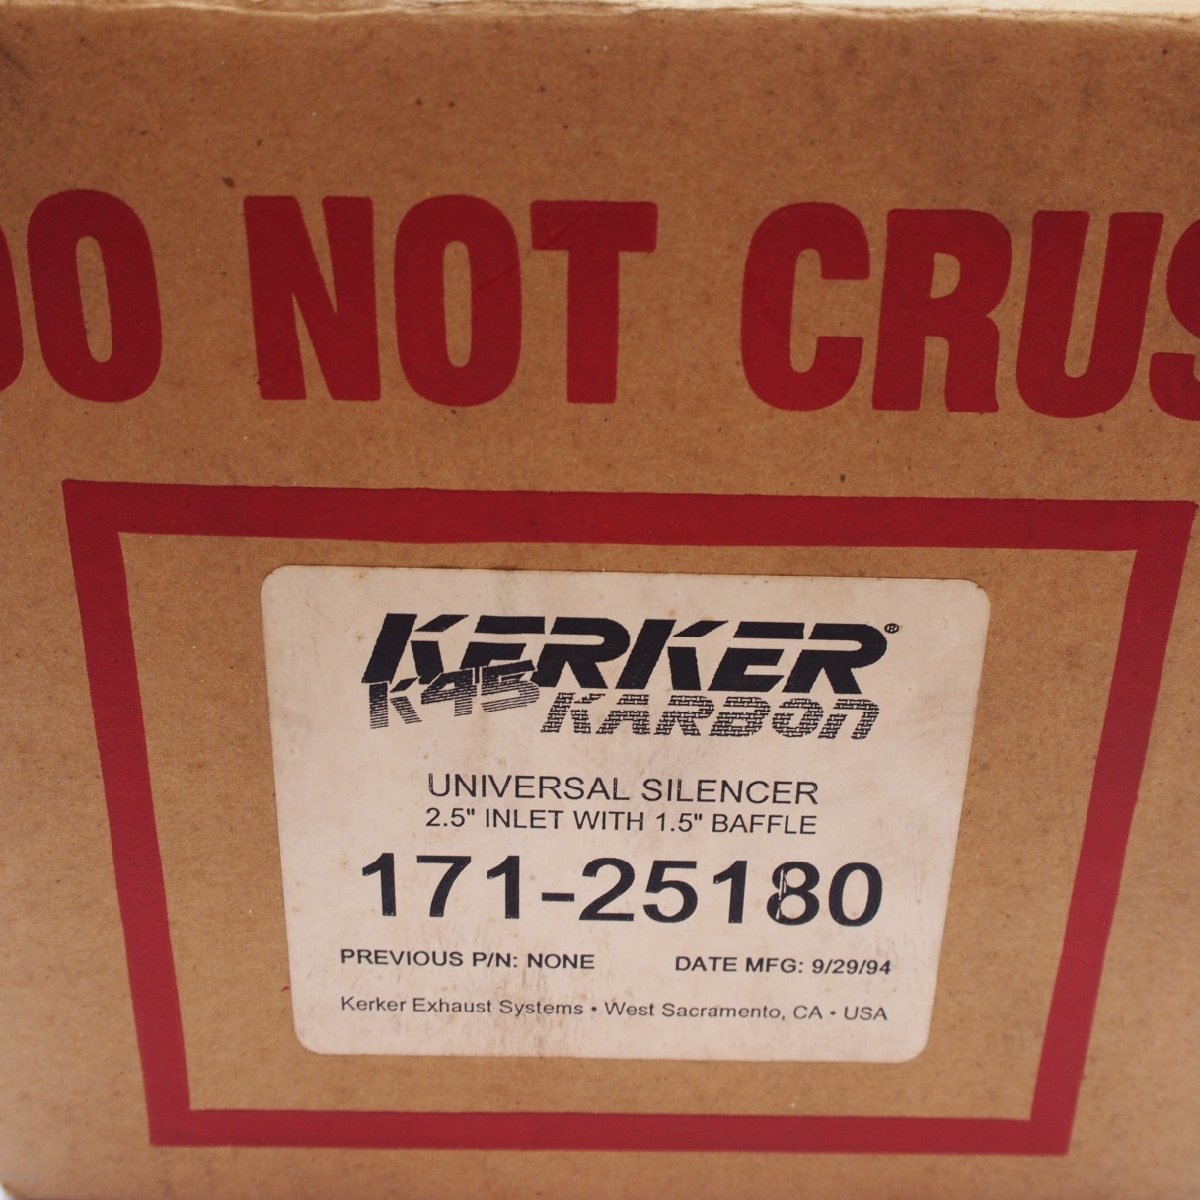 DO NOT CRUS
KERKER®
K45 KARBON
UNIVERSAL SILENCER
2.5" INLET WITH 1.5" BAFFLE
171-25180
PREVIOUS P/N: NONE DATE MFG: 9/29/94
Kerker Exhaust Systems • West Sacramento, CA • USA